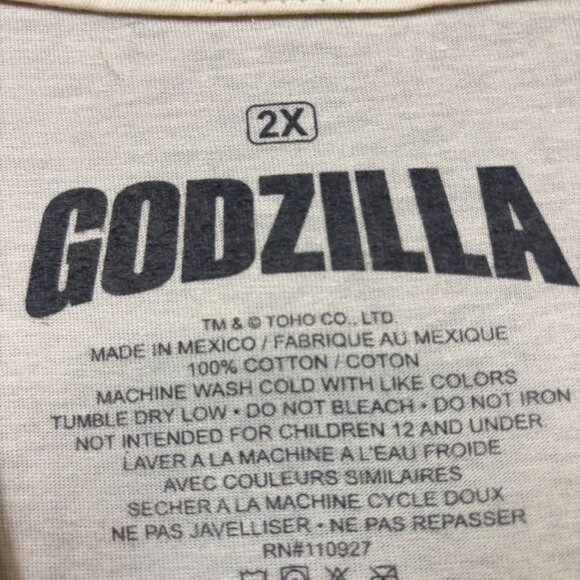 2X
GODZILLA
TM & © TOHO CO., LTD
MADE IN MEXICO / FABRIQUE AU MEXIQUE
100% COTTON / COTON
MACHINE WASH COLD WITH LIKE COLORS
TUMBLE DRY LOW • DO NOT BLEACH • DO NOT IRON
NOT INTENDED FOR CHILDREN 12 AND UNDER.
LAVER A LA MACHINE A L'EAU FROIDE
AVEC COULEURS SIMILAIRES
SECHER A LA MACHINE CYCLE DOUX
NE PAS JAVELLISER • NE PAS REPASSER
RN#110927